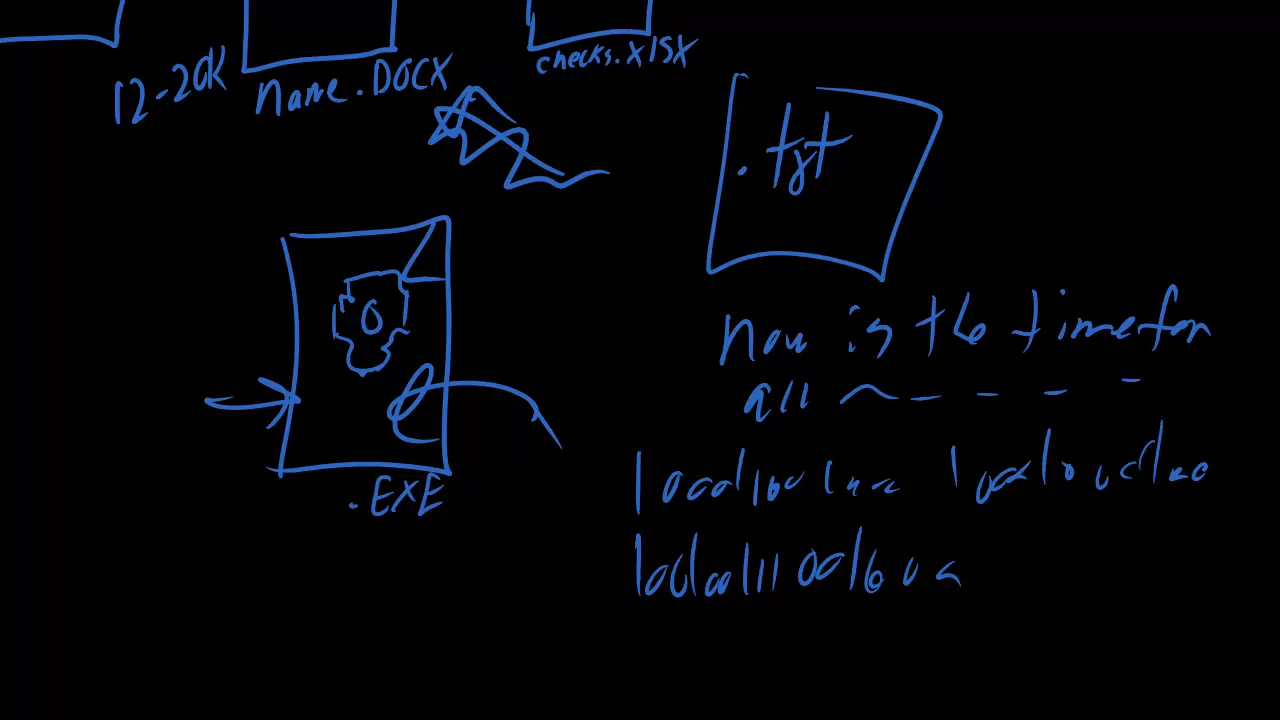 12-20K
name.DOCX
checks.XlSX
.txt
now is the time for
all
.EXE